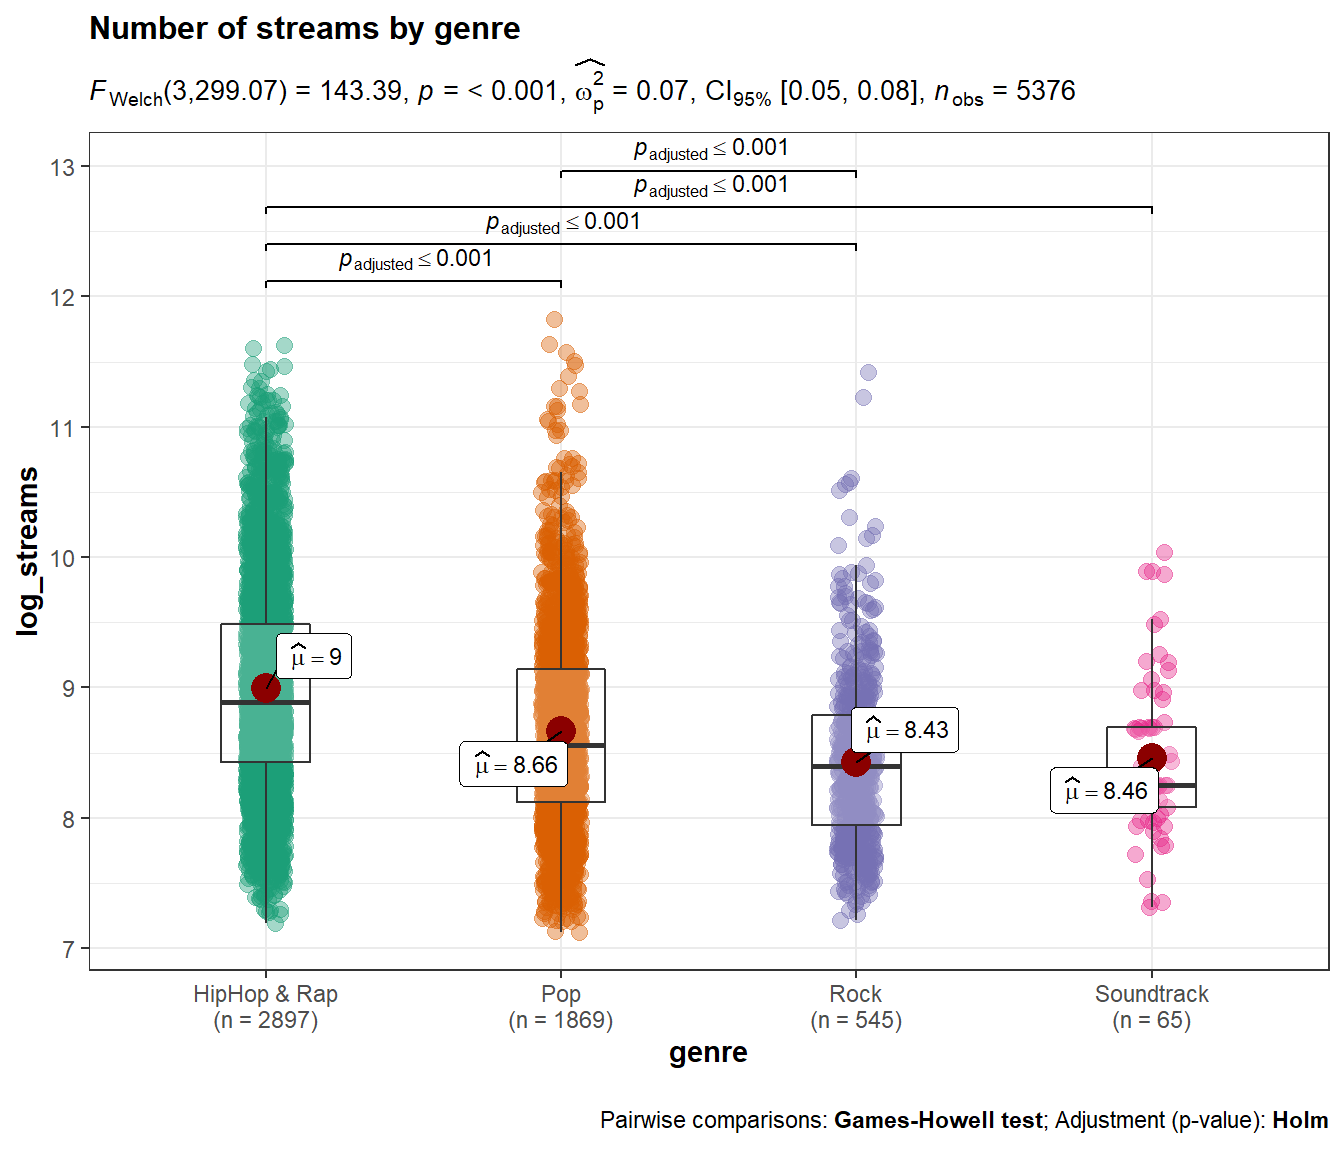 Number of streams by genre
F Welch(3,299.07) = 143.39, p = < 0.001, ω̂²p = 0.07, CI95% [0.05, 0.08], nobs = 5376
13
12
11
10
9
8
7
log_streams
padjusted ≤ 0.001
padjusted ≤ 0.001
padjusted ≤ 0.001
padjusted ≤ 0.001
μ̂ = 9
μ̂ = 8.66
μ̂ = 8.43
μ̂ = 8.46
HipHop & Rap
(n = 2897)
Pop
(n = 1869)
Rock
(n = 545)
Soundtrack
(n = 65)
genre
Pairwise comparisons: Games-Howell test; Adjustment (p-value): Holm